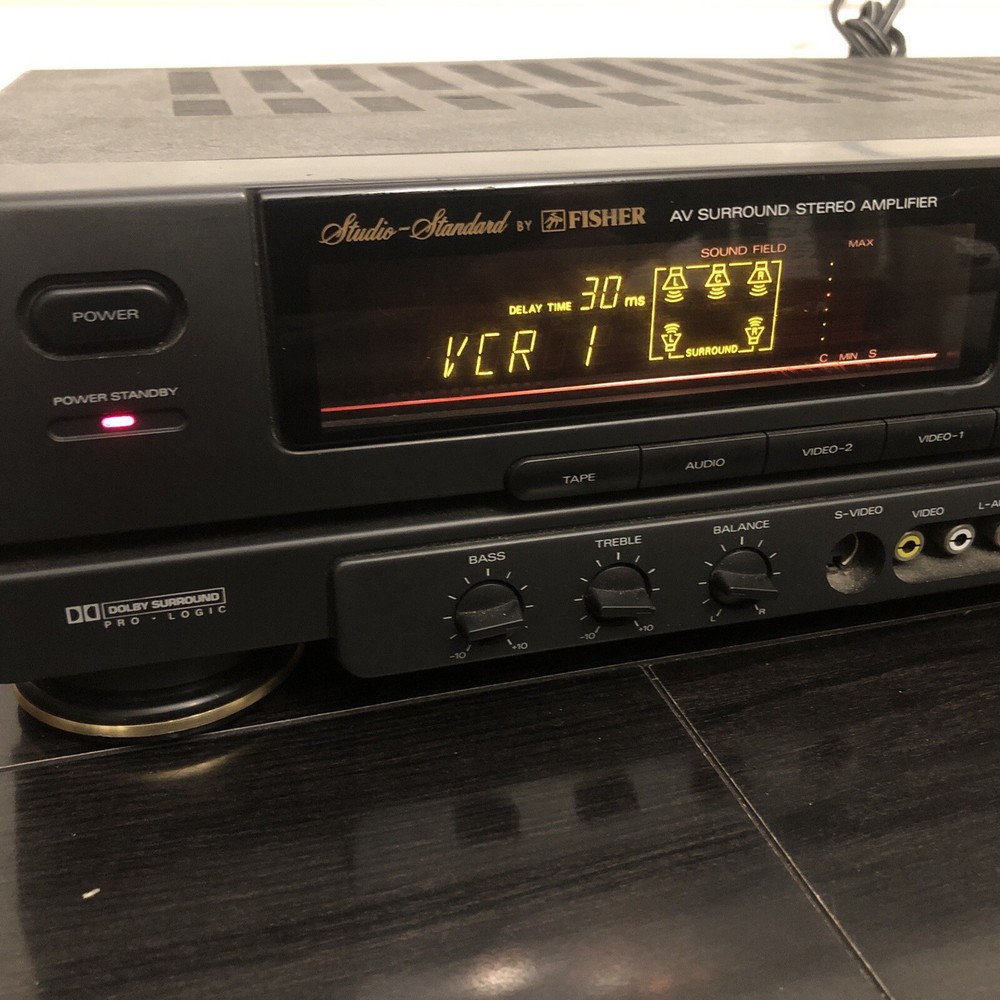 Studio-Standard BY FISHER AV SURROUND STEREO AMPLIFIER
SOUND FIELD MAX
POWER
DELAY TIME 30 ms
L C R
VCR 1
L R
SURROUND
C MIN S
POWER STANDBY
TAPE AUDIO VIDEO-2 VIDEO-1
BASS TREBLE BALANCE S-VIDEO VIDEO
-10 +10 -10 +10 L R
DOLBY SURROUND
PRO · LOGIC